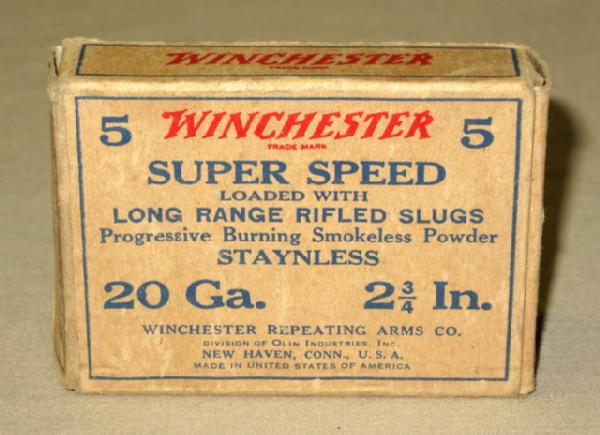 WINCHESTER
TRADE MARK
5 WINCHESTER 5
TRADE MARK
SUPER SPEED
LOADED WITH
LONG RANGE RIFLED SLUGS
Progressive Burning Smokeless Powder
STAYNLESS
20 Ga. 2 3/4 In.
WINCHESTER REPEATING ARMS CO.
DIVISION OF OLIN INDUSTRIES, INC.
NEW HAVEN, CONN., U.S.A.
MADE IN UNITED STATES OF AMERICA